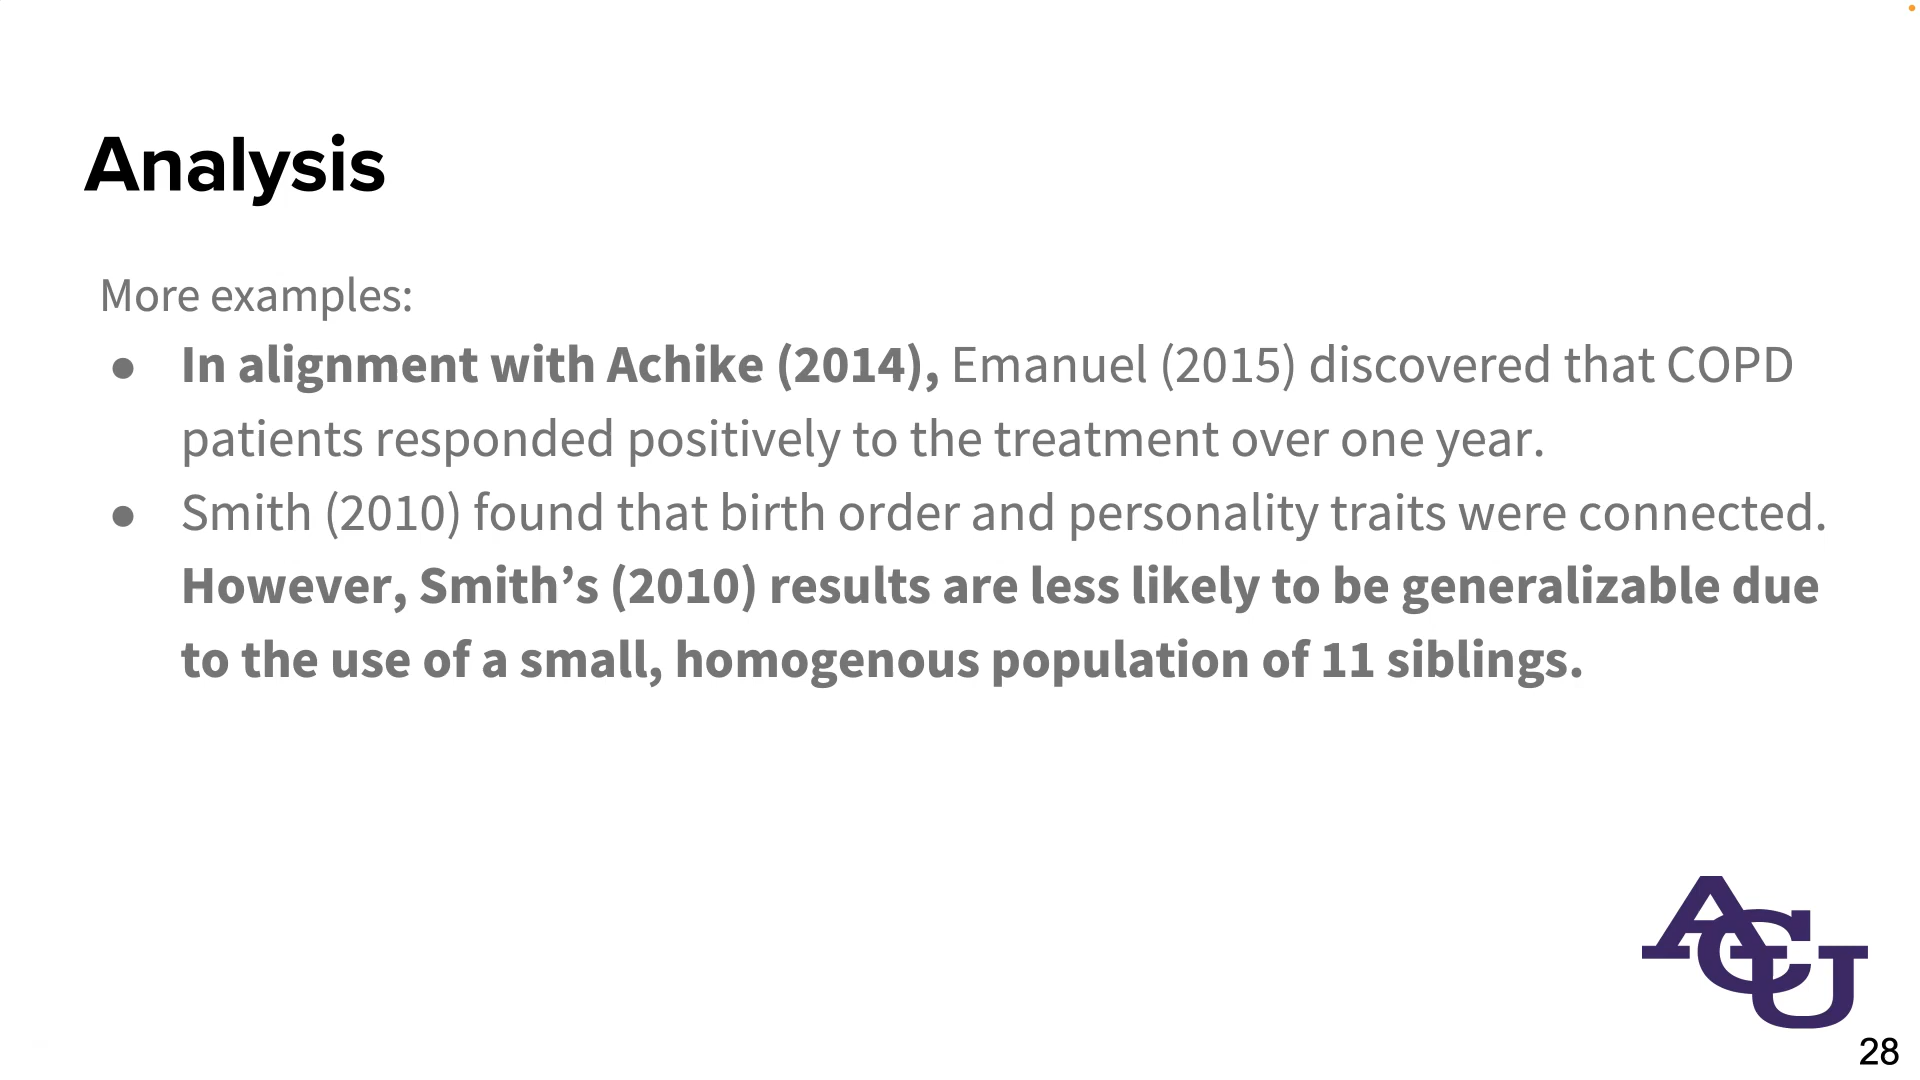 Analysis
More examples:
● In alignment with Achike (2014), Emanuel (2015) discovered that COPD
patients responded positively to the treatment over one year.
● Smith (2010) found that birth order and personality traits were connected.
However, Smith’s (2010) results are less likely to be generalizable due
to the use of a small, homogenous population of 11 siblings.
ACU
28